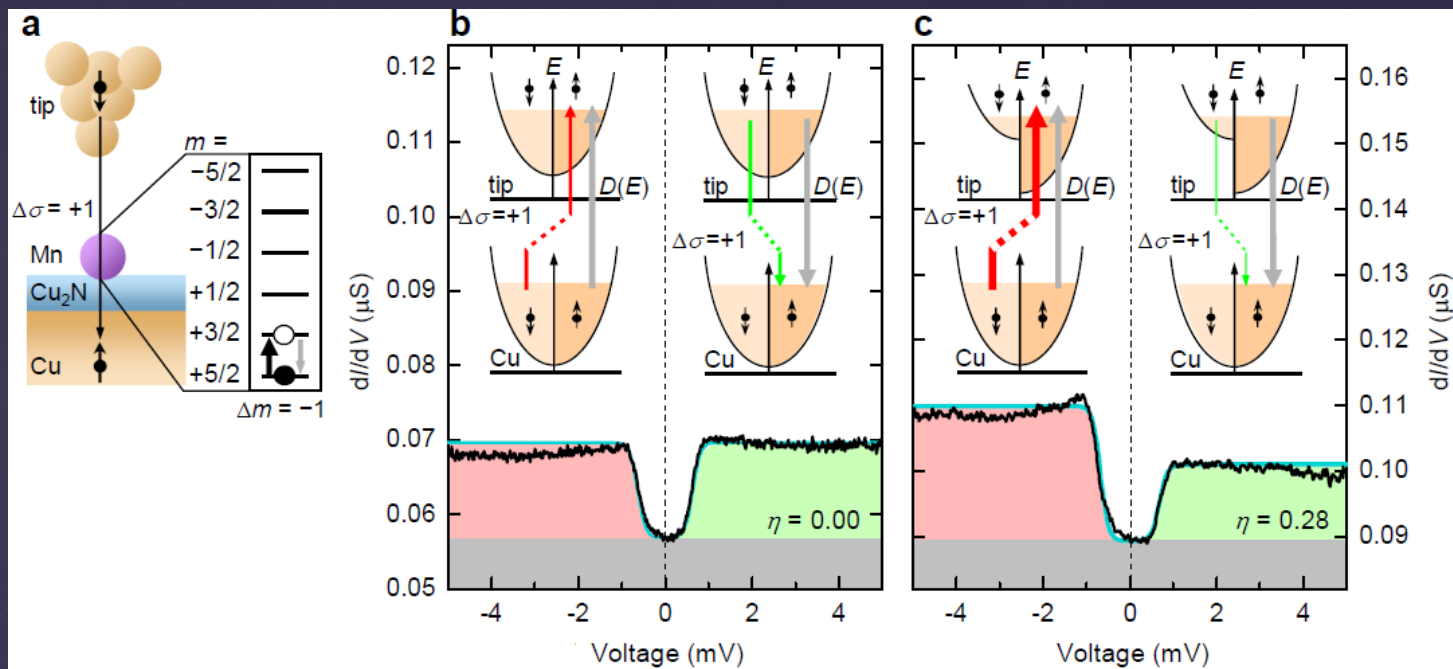 a
tip
m =
−5/2
−3/2
Δσ = +1
−1/2
Mn
Cu₂N
+1/2
+3/2
Cu
+5/2
Δm = −1
b
dI/dV (µS)
0.12
0.11
0.10
0.09
0.08
0.07
0.06
0.05
E
tip
D(E)
Δσ =+1
tip
Δσ =+1
Cu
Cu
η = 0.00
-4
-2
0
2
4
Voltage (mV)
c
E
tip
D(E)
Δσ =+1
tip
D(E)
Δσ =+1
Cu
Cu
η = 0.28
-4
-2
0
2
4
Voltage (mV)
0.16
0.15
0.14
0.13
0.12
0.11
0.10
0.09
dI/dV (µS)